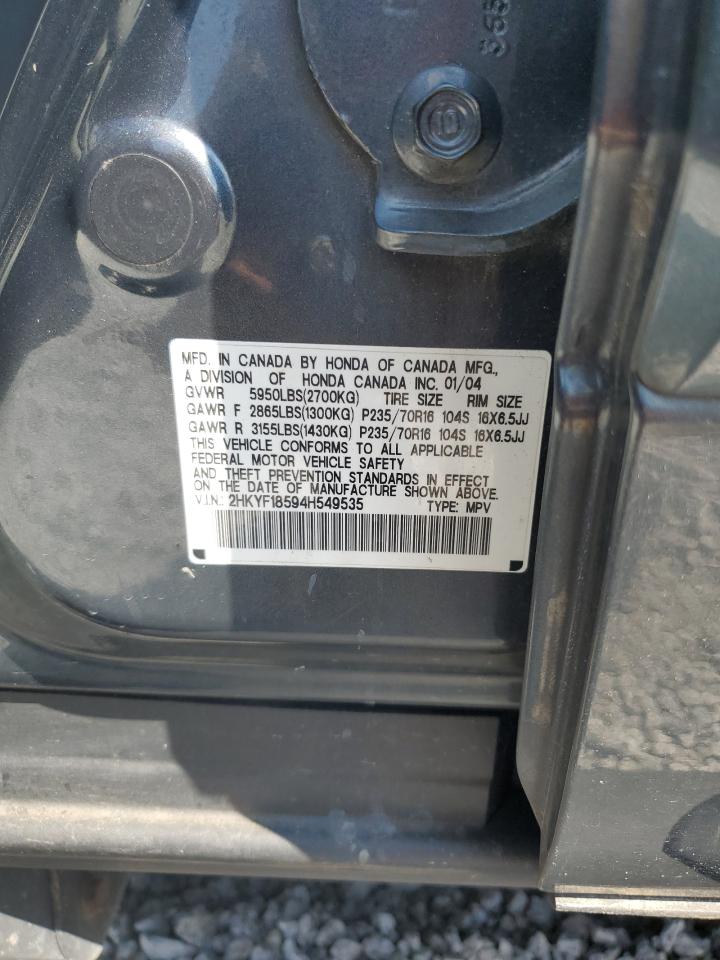 10
MFD. IN CANADA BY HONDA OF CANADA MFG.,
A DIVISION OF HONDA CANADA INC. 01/04
GVWR 5950LBS(2700KG) TIRE SIZE RIM SIZE
GAWR F 2865LBS(1300KG) P235/70R16 104S 16X6.5JJ
GAWR R 3155LBS(1430KG) P235/70R16 104S 16X6.5JJ
THIS VEHICLE CONFORMS TO ALL APPLICABLE
FEDERAL MOTOR VEHICLE SAFETY
AND THEFT PREVENTION STANDARDS IN EFFECT
ON THE DATE OF MANUFACTURE SHOWN ABOVE.
V.I.N.: 2HKYF18594H549535 TYPE: MPV